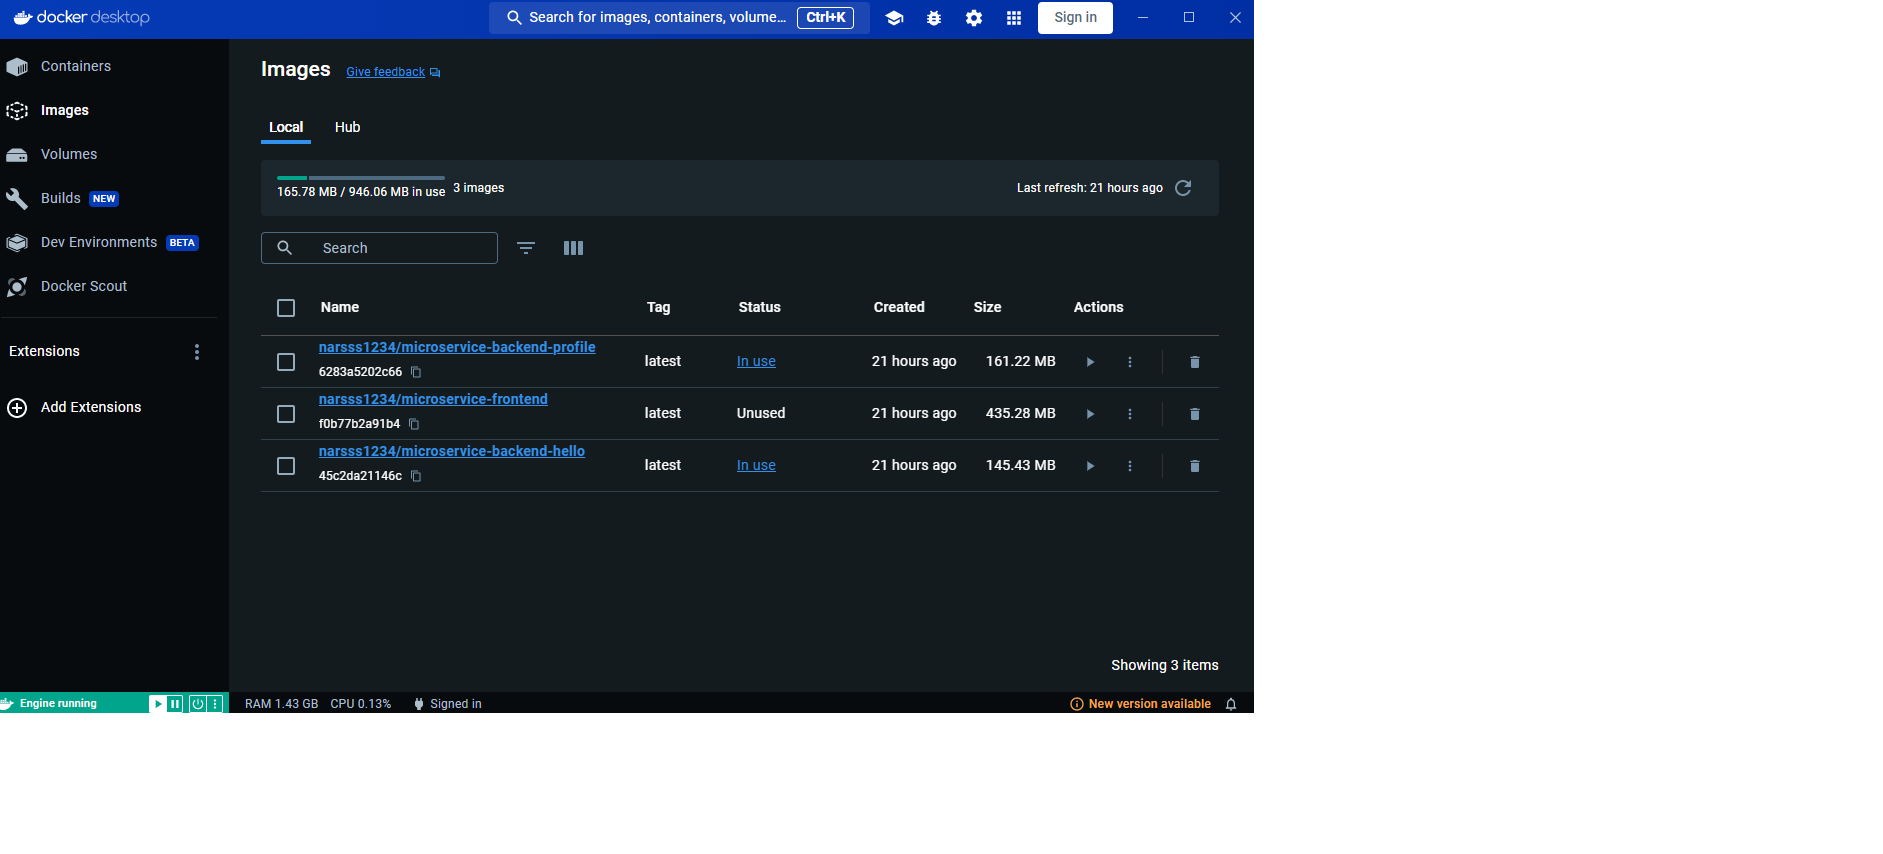 docker desktop
Search for images, containers, volume... Ctrl+K
Sign in
Containers
Images
Volumes
Builds NEW
Dev Environments BETA
Docker Scout
Extensions
Add Extensions
Images Give feedback
Local Hub
165.78 MB / 946.06 MB in use 3 images
Last refresh: 21 hours ago
Search
Name Tag Status Created Size Actions
narsss1234/microservice-backend-profile
6283a5202c66
latest In use 21 hours ago 161.22 MB
narsss1234/microservice-frontend
f0b77b2a91b4
latest Unused 21 hours ago 435.28 MB
narsss1234/microservice-backend-hello
45c2da21146c
latest In use 21 hours ago 145.43 MB
Showing 3 items
Engine running
RAM 1.43 GB CPU 0.13% Signed in
New version available